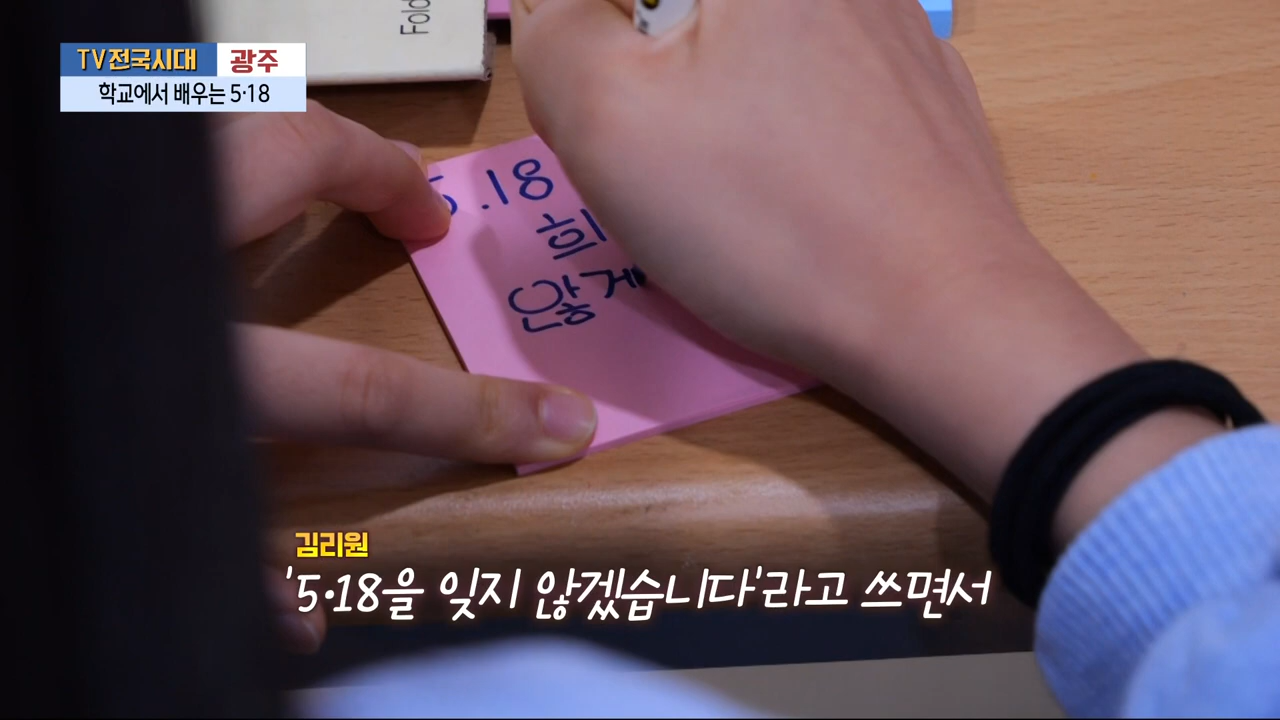 Fold
TV전국시대 광주
학교에서 배우는 5·18
5.18
희
않게
김리원
'5·18을 잊지 않겠습니다'라고 쓰면서